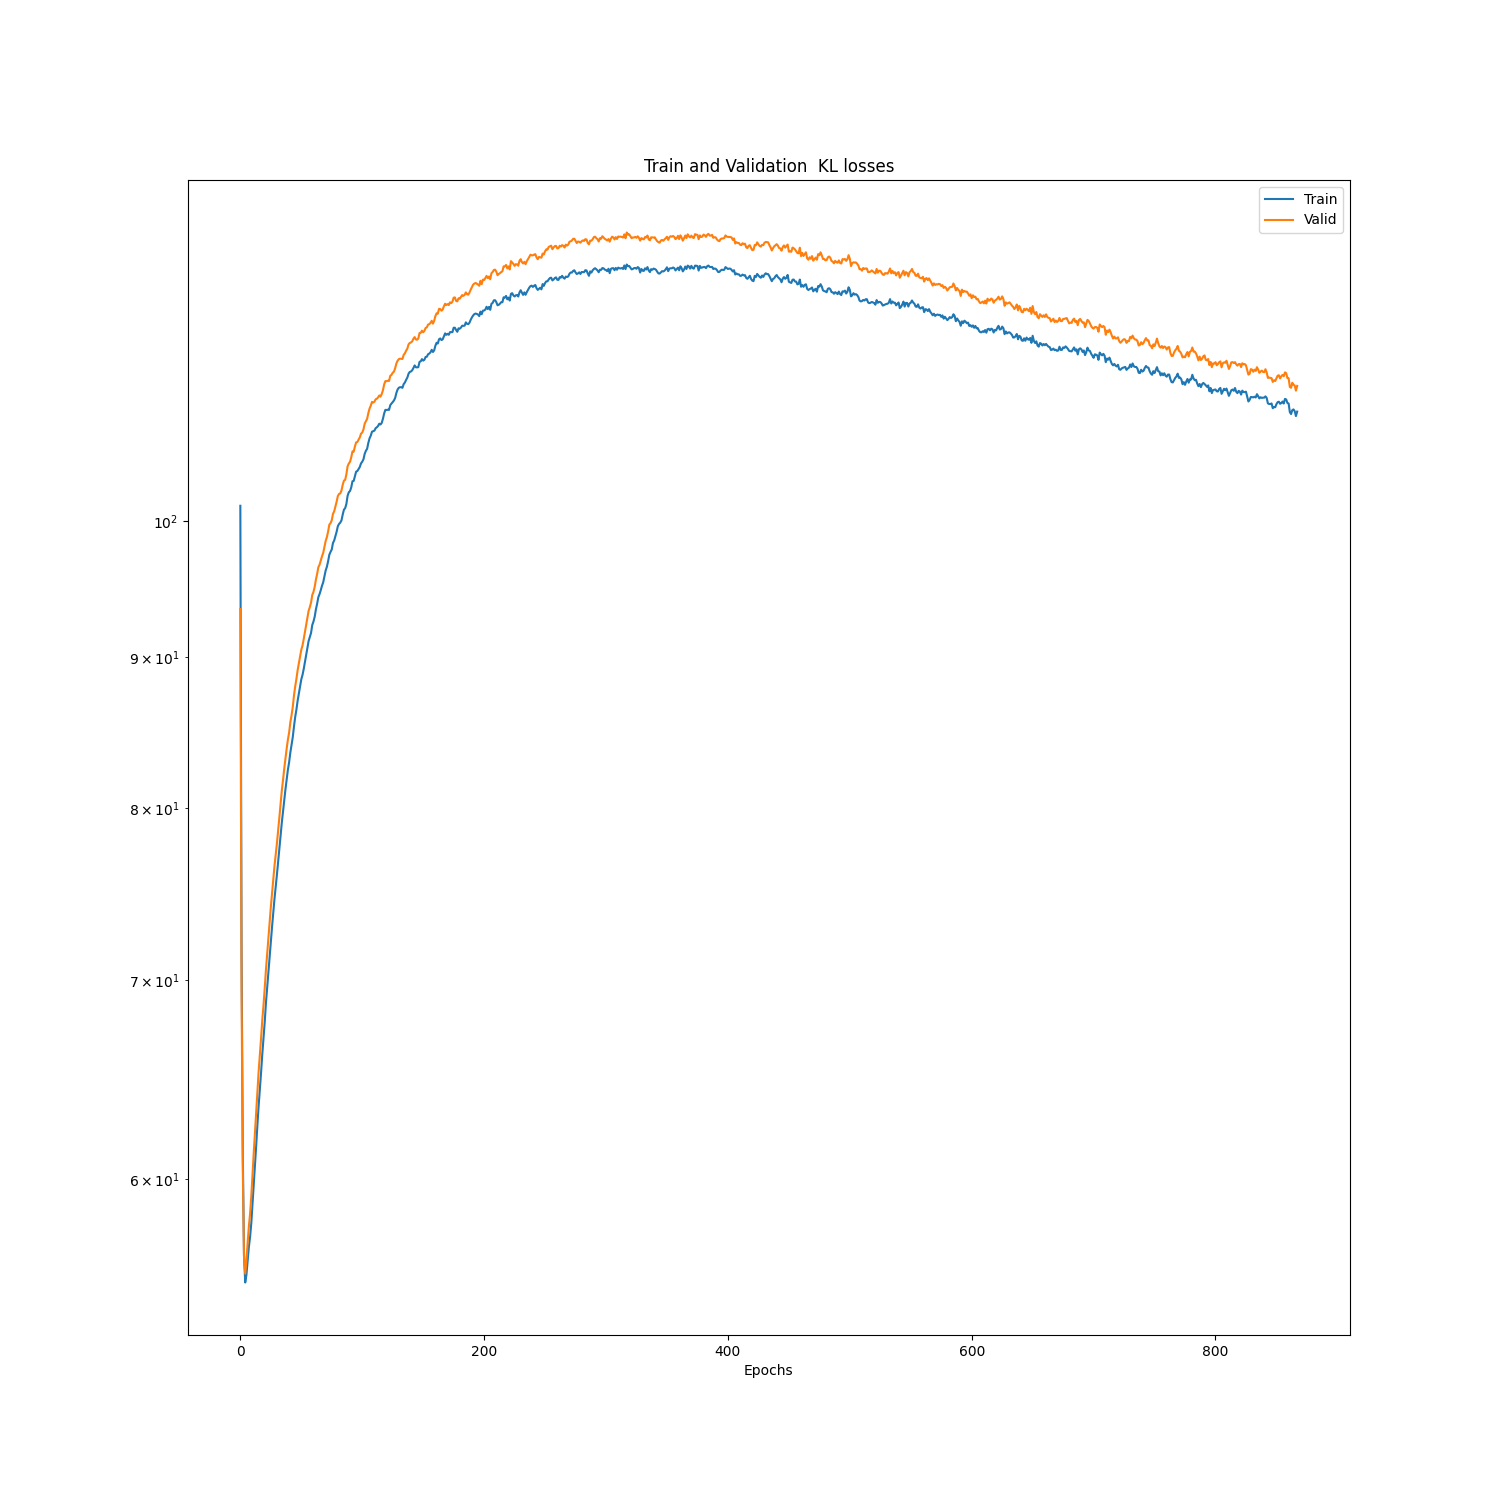 Train and Validation  KL losses
Train
Valid
10²
9 × 10¹
8 × 10¹
7 × 10¹
6 × 10¹
0 200 400 600 800
Epochs